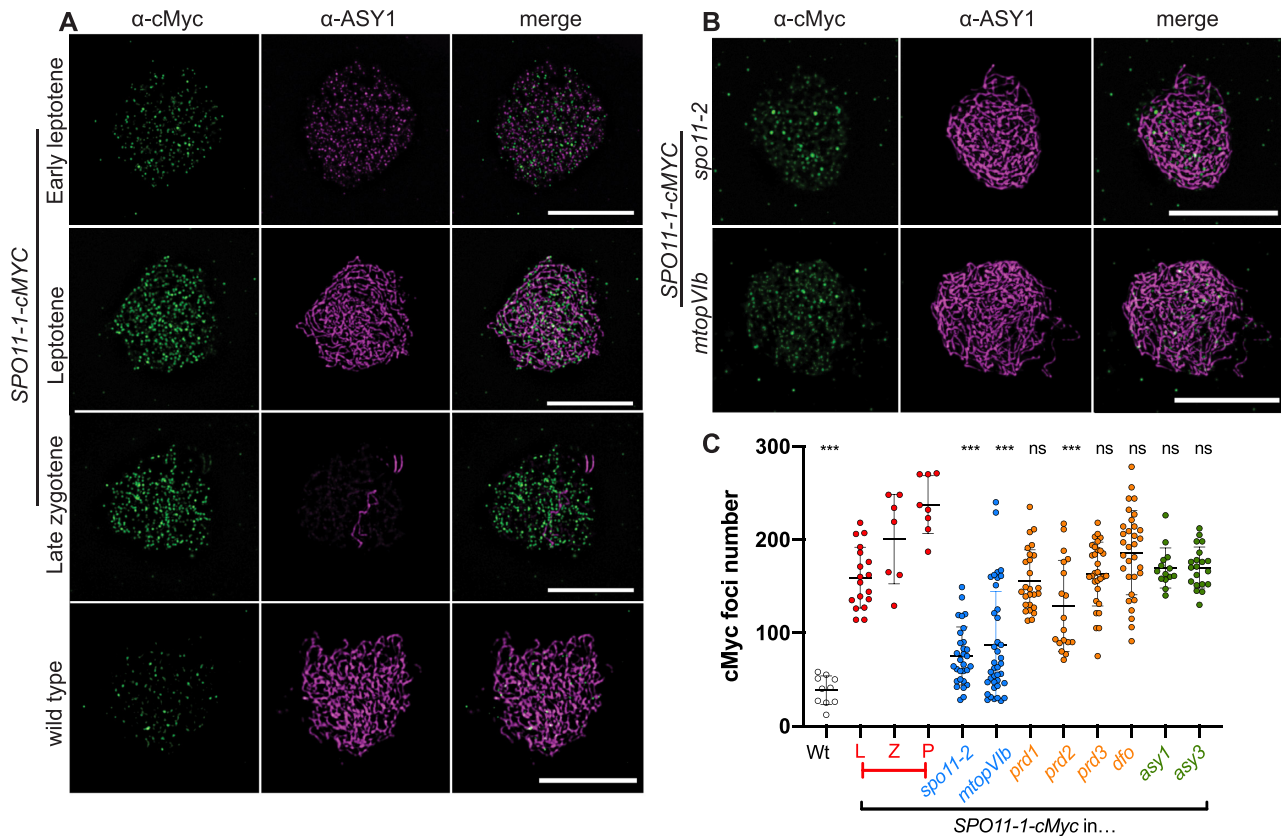 A
α-cMyc α-ASY1 merge
SPO11-1-cMYC
Early leptotene
Leptotene
Late zygotene
wild type
B
α-cMyc α-ASY1 merge
SPO11-1-cMYC
spo11-2
mtopVIb
C
cMyc foci number
300
200
100
0
*** *** *** ns *** ns ns ns ns
Wt L Z P spo11-2 mtopVIb prd1 prd2 prd3 dfo asy1 asy3
SPO11-1-cMyc in...